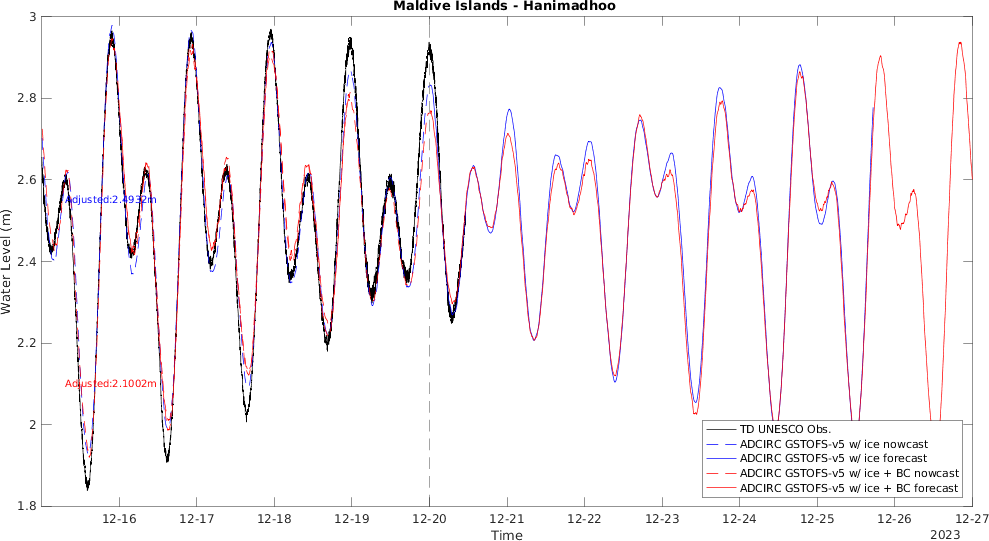 Maldive Islands - Hanimadhoo
Water Level (m)
3
2.8
2.6
2.4
2.2
2
1.8
Adjusted:2.4932m
Adjusted:2.1002m
TD UNESCO Obs.
ADCIRC GSTOFS-v5 w/ ice nowcast
ADCIRC GSTOFS-v5 w/ ice forecast
ADCIRC GSTOFS-v5 w/ ice + BC nowcast
ADCIRC GSTOFS-v5 w/ ice + BC forecast
12-16 12-17 12-18 12-19 12-20 12-21 12-22 12-23 12-24 12-25 12-26 12-27
Time
2023